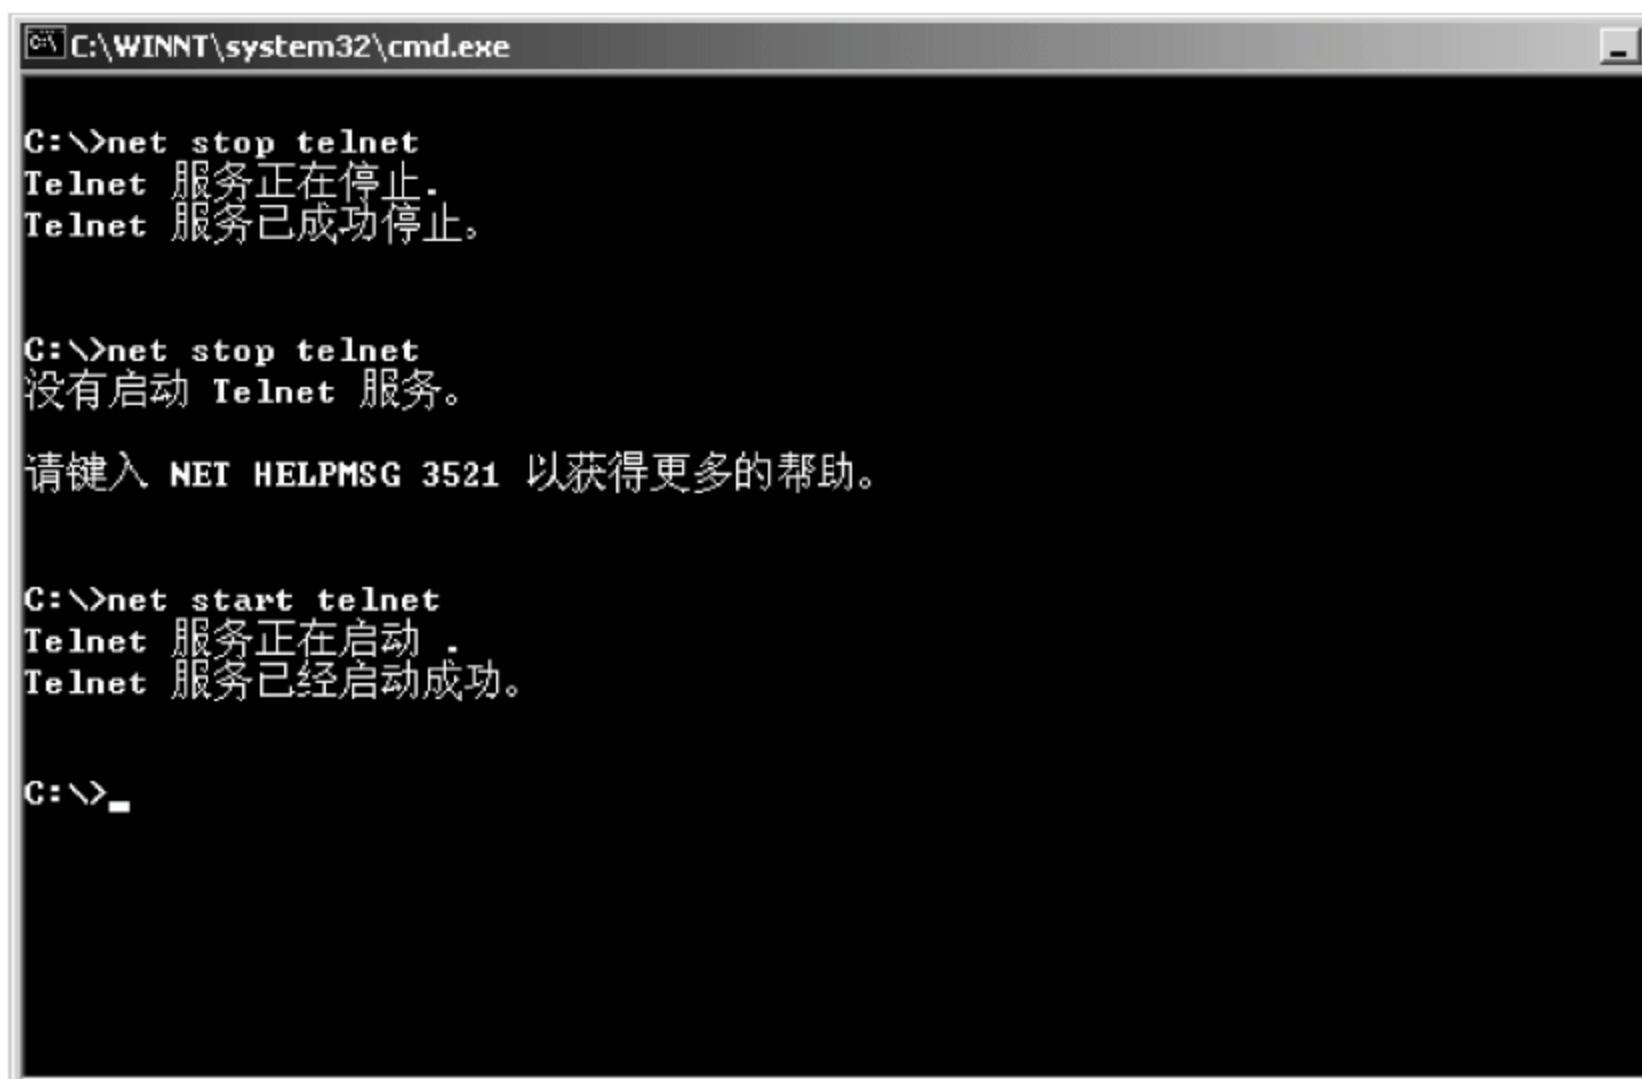 C:\WINNT\system32\cmd.exe
C:\>net stop telnet
Telnet 服务正在停止.
Telnet 服务已成功停止。
C:\>net stop telnet
没有启动 Telnet 服务。
请键入 NET HELPMSG 3521 以获得更多的帮助。
C:\>net start telnet
Telnet 服务正在启动 .
Telnet 服务已经启动成功。
C:\>